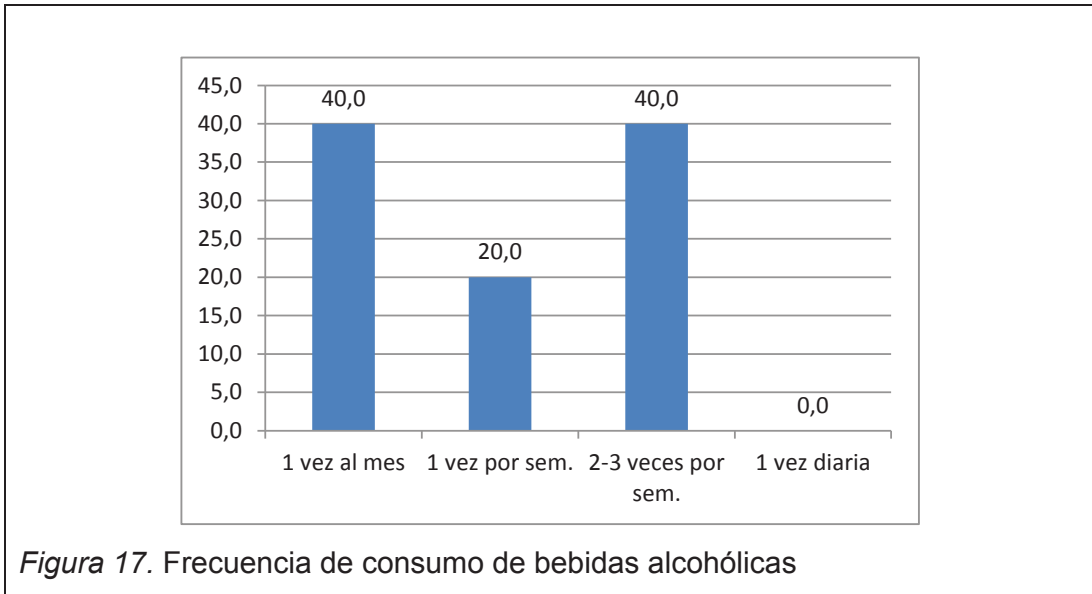 45,0
40,0
35,0
30,0
25,0
20,0
15,0
10,0
5,0
0,0
40,0
20,0
40,0
0,0
1 vez al mes
1 vez por sem.
2-3 veces por
sem.
1 vez diaria
Figura 17. Frecuencia de consumo de bebidas alcohólicas